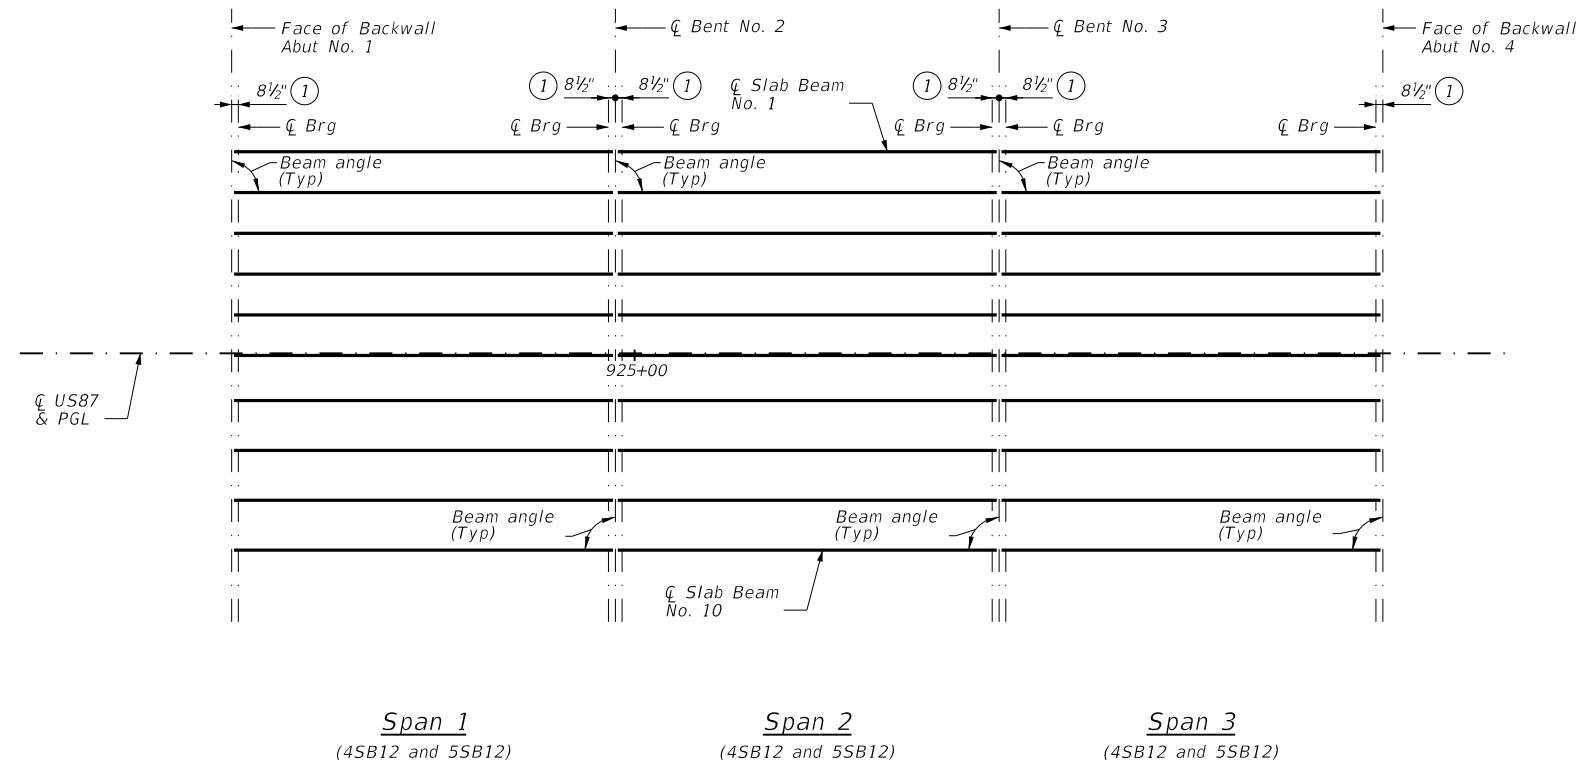 Face of Backwall
Abut No. 1
℄ Bent No. 2
℄ Bent No. 3
Face of Backwall
Abut No. 4
8½" 1
1 8½"
8½" 1
℄ Slab Beam
No. 1
1 8½"
8½" 1
8½" 1
℄ Brg
℄ Brg
℄ Brg
℄ Brg
℄ Brg
℄ Brg
Beam angle
(Typ)
Beam angle
(Typ)
Beam angle
(Typ)
925+00
℄ US87
& PGL
Beam angle
(Typ)
Beam angle
(Typ)
Beam angle
(Typ)
℄ Slab Beam
No. 10
Span 1
(4SB12 and 5SB12)
Span 2
(4SB12 and 5SB12)
Span 3
(4SB12 and 5SB12)